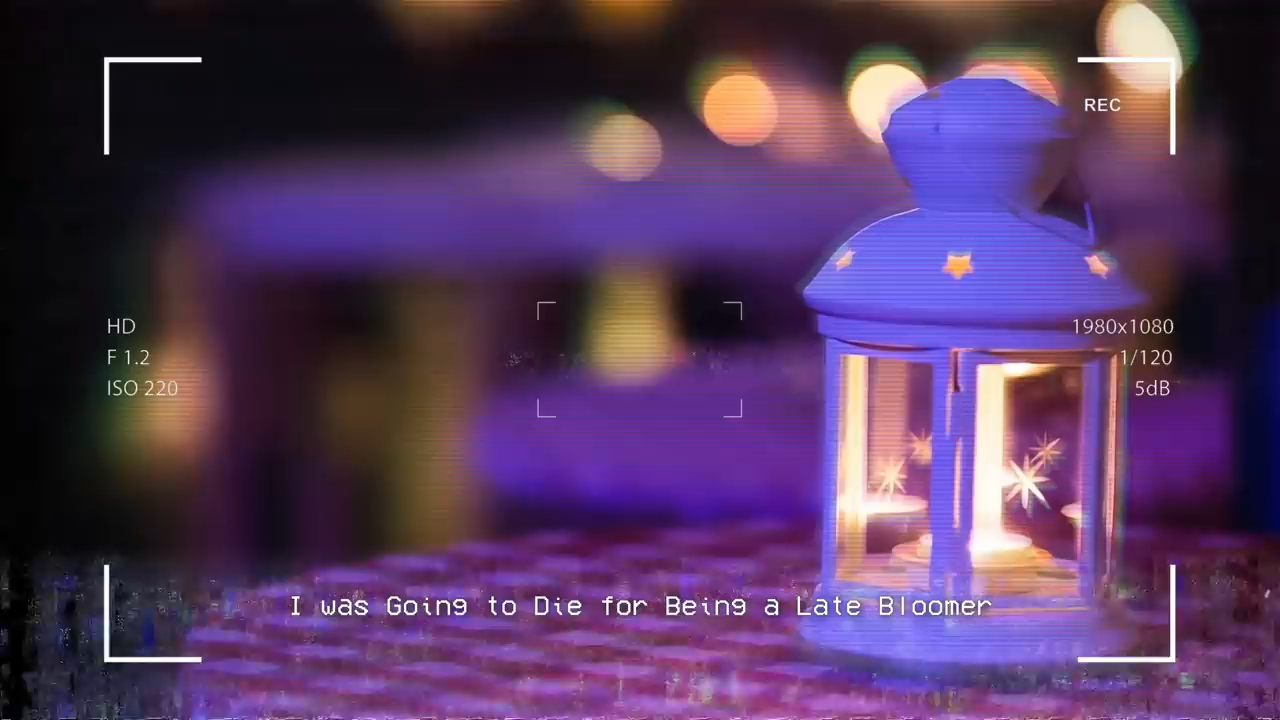 REC
HD
F 1.2
ISO 220
1980x1080
1/120
5dB
I was Going to Die for Being a Late Bloomer